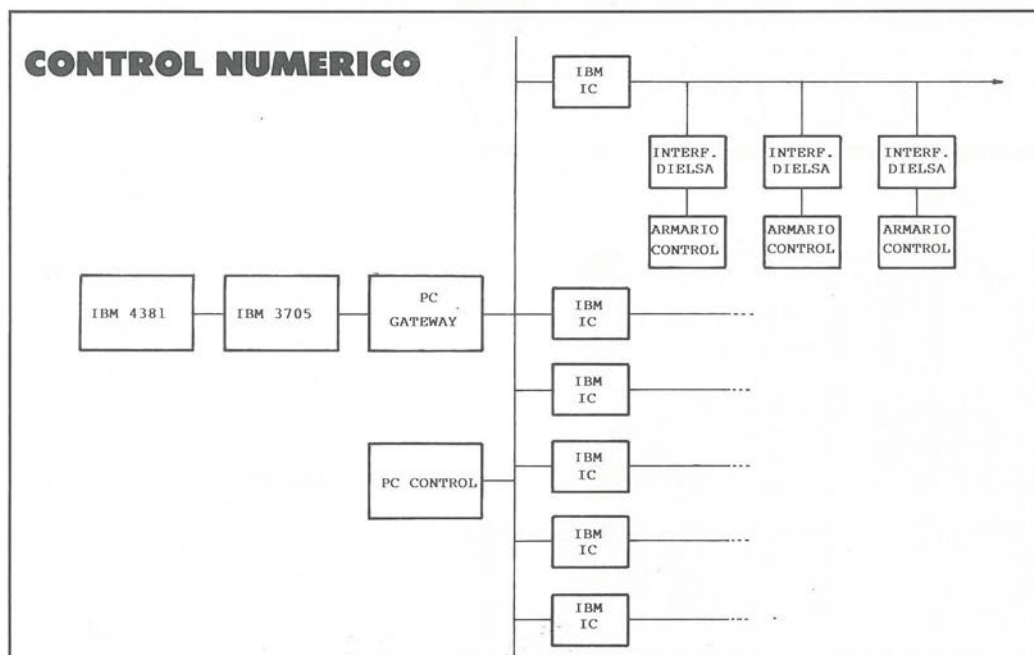 CONTROL NUMERICO
IBM
IC
INTERF.
DIELSA
INTERF.
DIELSA
INTERF.
DIELSA
ARMARIO
CONTROL
ARMARIO
CONTROL
ARMARIO
CONTROL
IBM 4381
IBM 3705
PC
GATEWAY
IBM
IC
IBM
IC
PC CONTROL
IBM
IC
IBM
IC
IBM
IC